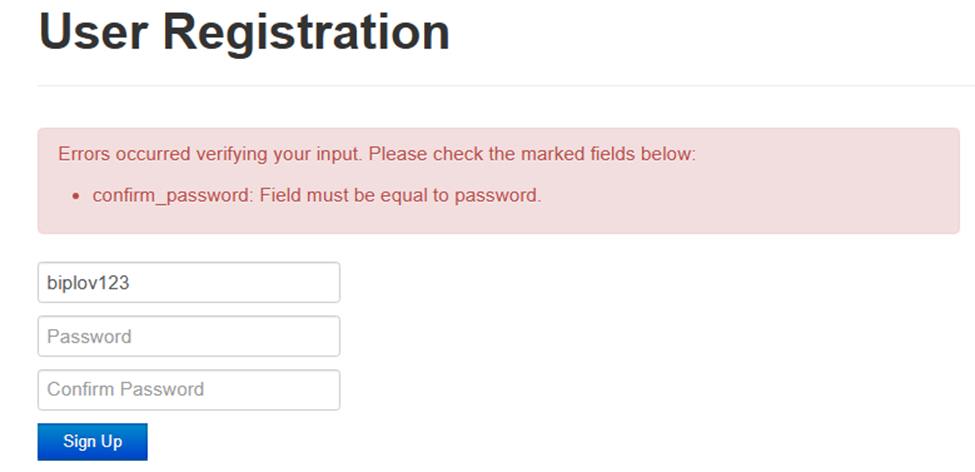 User Registration
Errors occurred verifying your input. Please check the marked fields below:
• confirm_password: Field must be equal to password.
biplov123
Password
Confirm Password
Sign Up